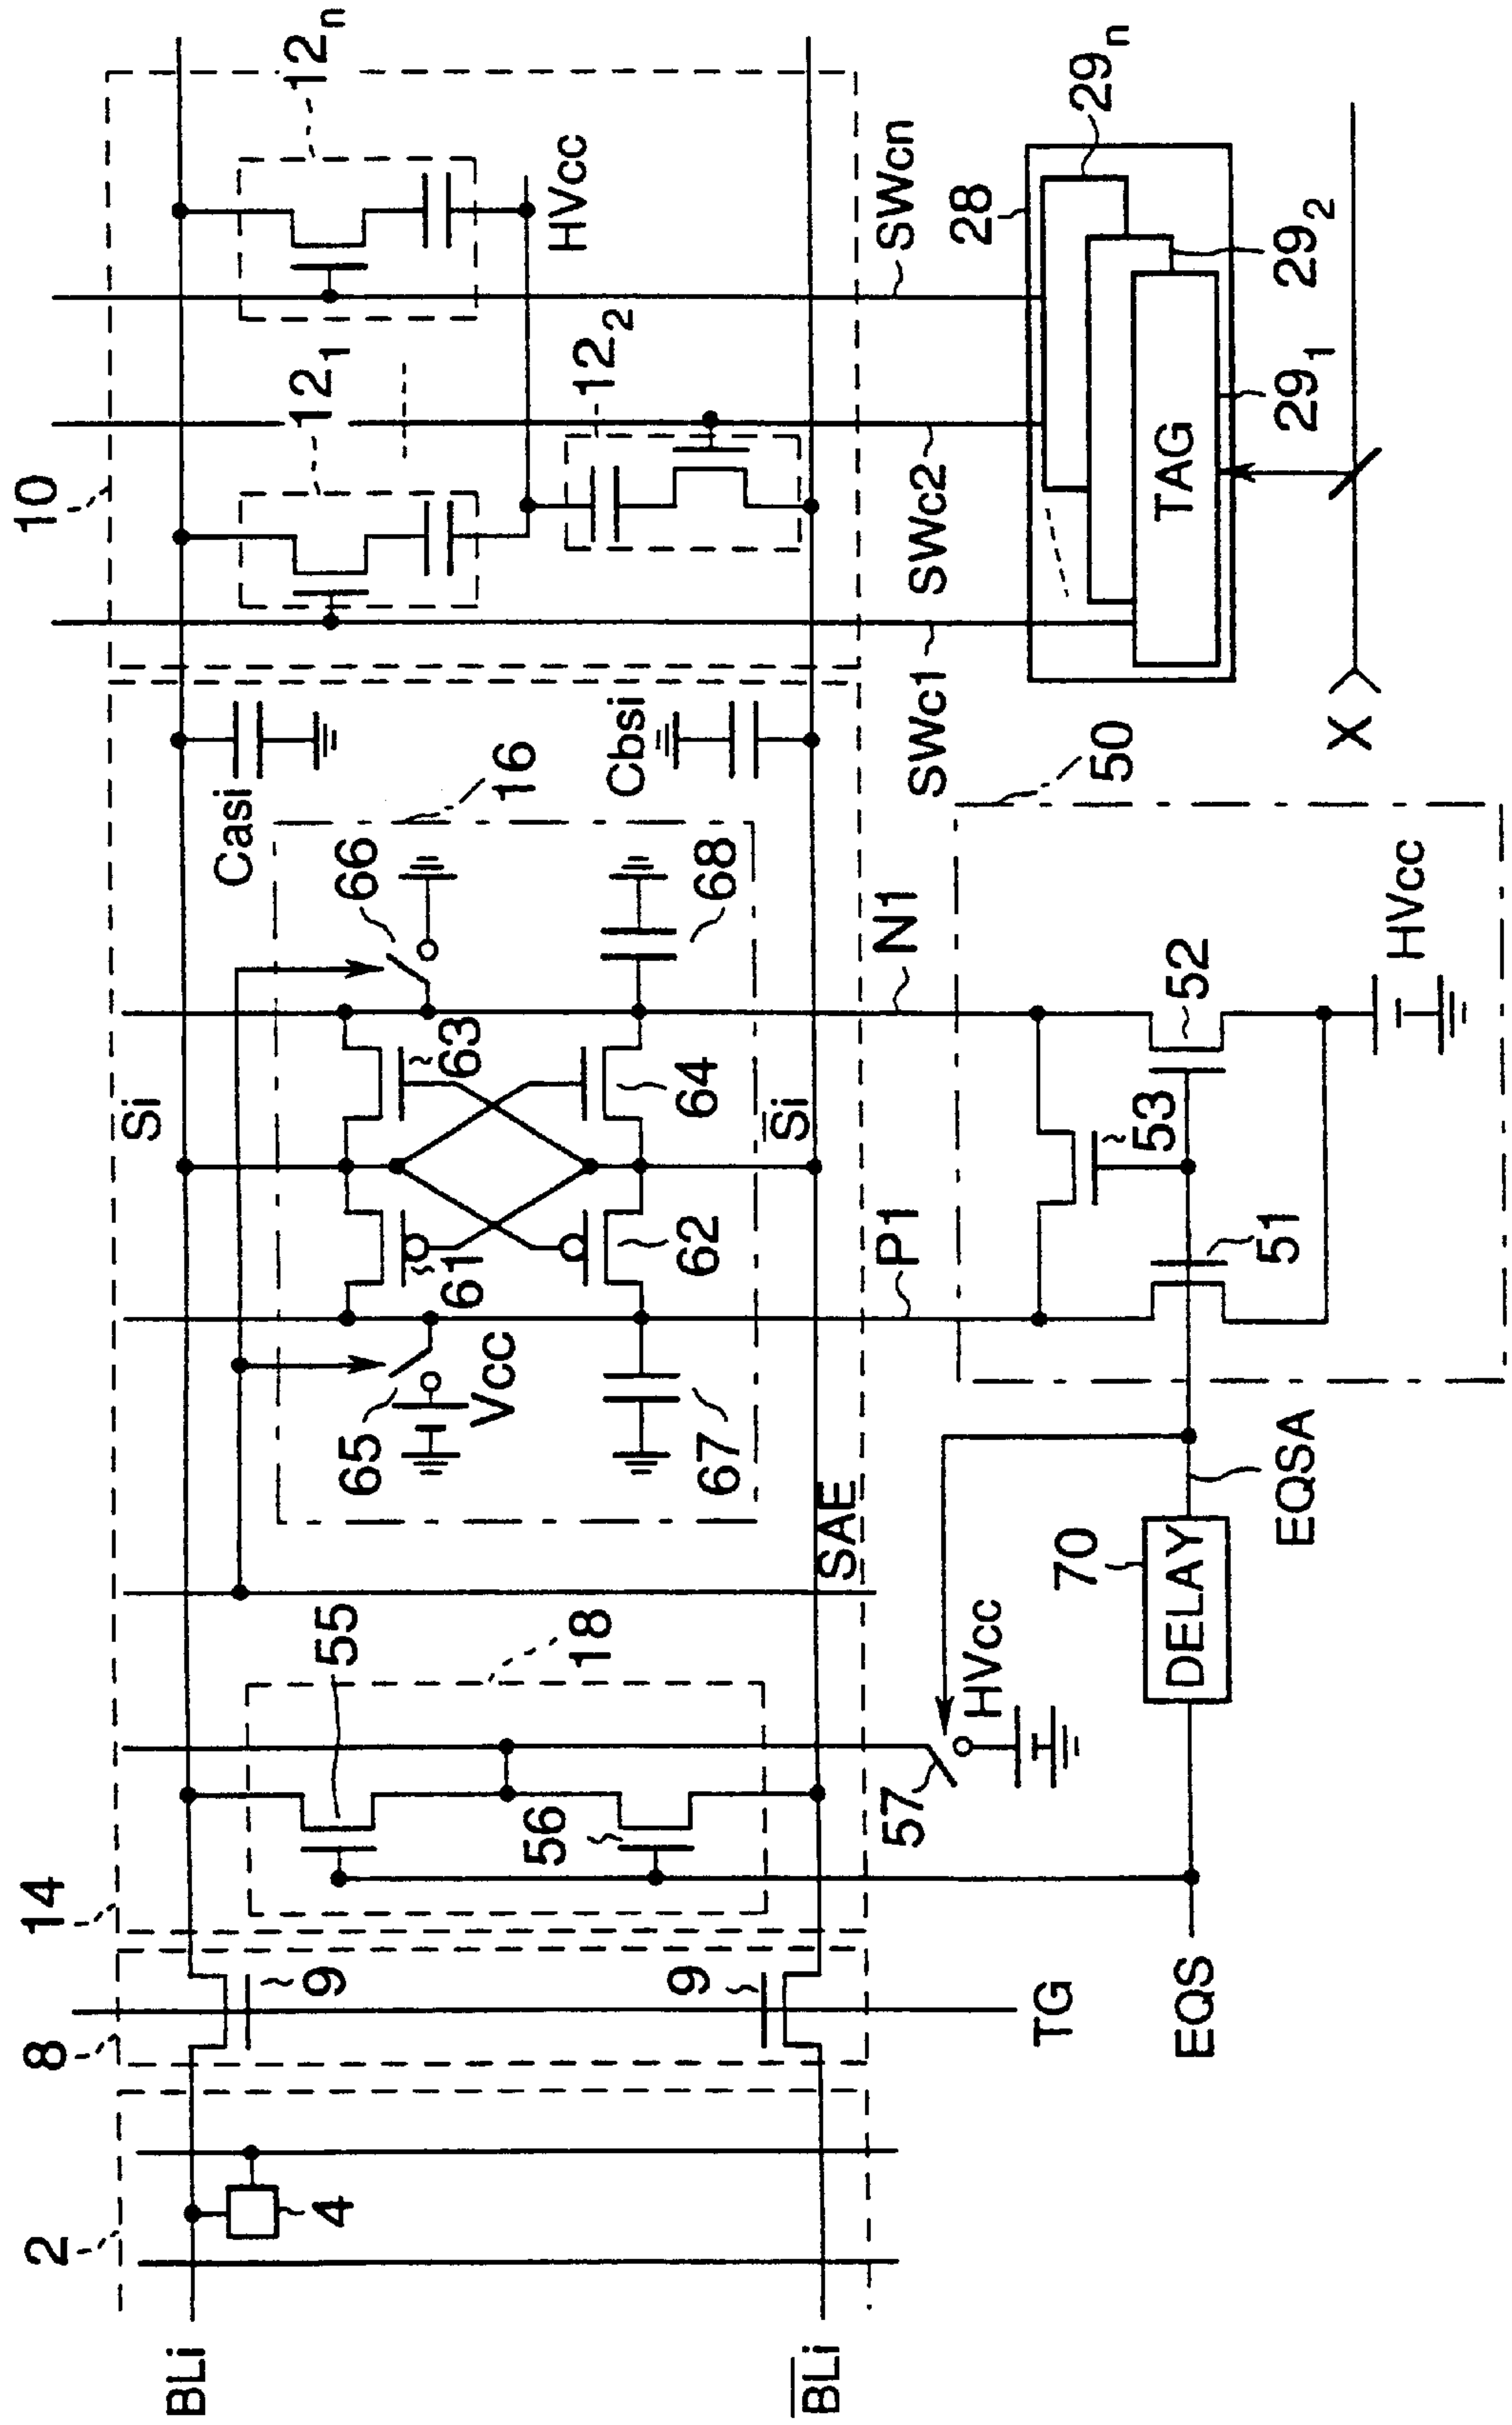 10
12₁
12ₙ
HVcc
12₂
SWc1
SWc2
SWcn
28
29ₙ
29₂
29₁
TAG
X
14
Si
Casi
16
66
63
68
64
61
62
65
Vcc
67
Cbsi
S̅i̅
SAE
55
18
56
57
HVcc
N1
P1
50
52
53
51
HVcc
EQSA
70
DELAY
EQS
8
9
9
TG
2
4
BLi
B̅L̅i̅